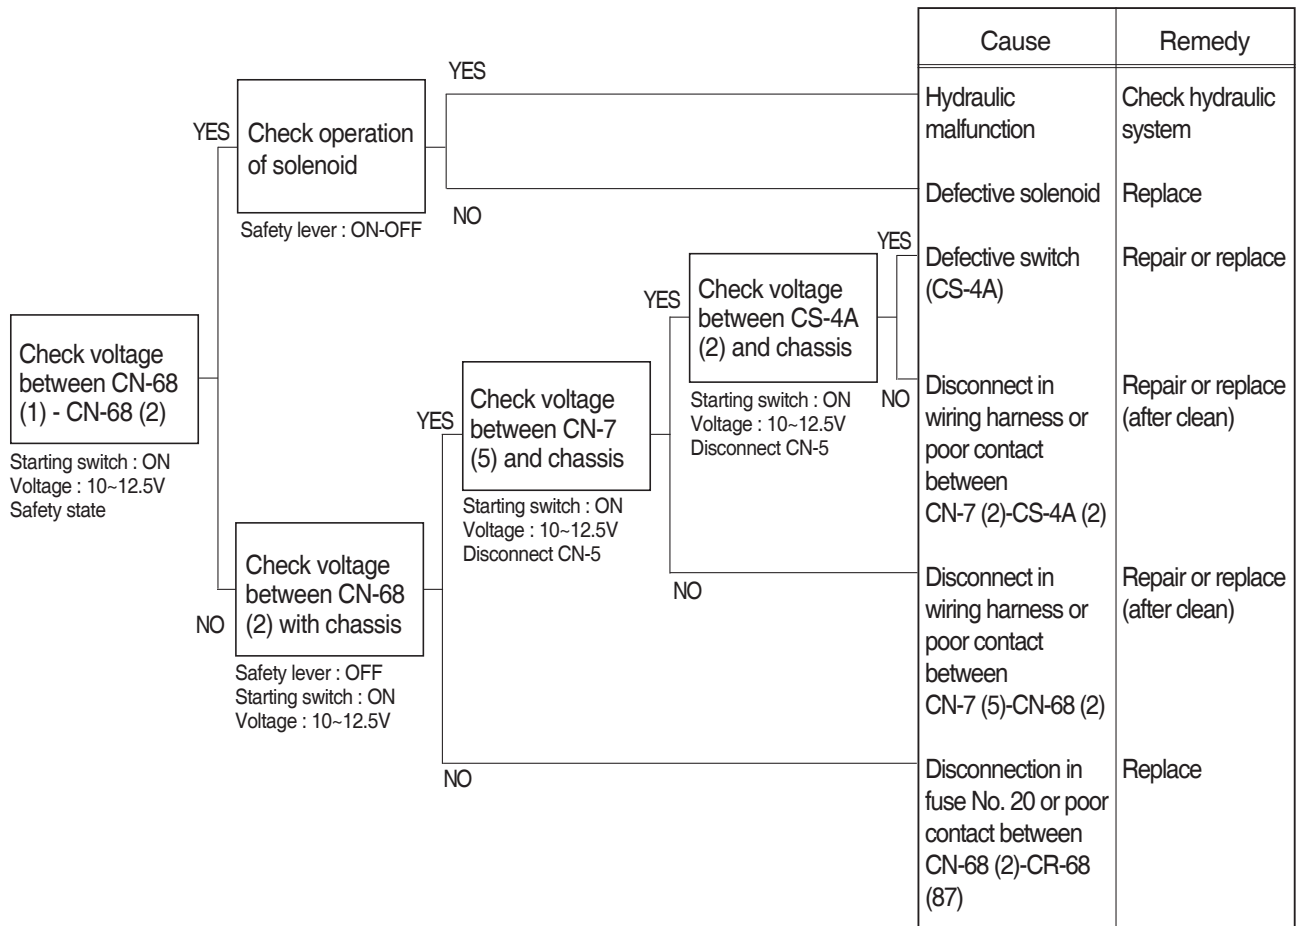 Cause
Remedy
YES
Hydraulic
malfunction
Check hydraulic
system
YES
Check operation
of solenoid
Defective solenoid
Replace
NO
Safety lever : ON-OFF
YES
Defective switch
(CS-4A)
Repair or replace
YES
Check voltage
between CS-4A
(2) and chassis
Check voltage
between CN-68
(1) - CN-68 (2)
Starting switch : ON
Voltage : 10~12.5V
Safety state
YES
Check voltage
between CN-7
(5) and chassis
Starting switch : ON
Voltage : 10~12.5V
Disconnect CN-5
NO
Disconnect in
wiring harness or
poor contact
between
CN-7 (2)-CS-4A (2)
Repair or replace
(after clean)
Starting switch : ON
Voltage : 10~12.5V
Disconnect CN-5
NO
Check voltage
between CN-68
(2) with chassis
Safety lever : OFF
Starting switch : ON
Voltage : 10~12.5V
NO
Disconnect in
wiring harness or
poor contact
between
CN-7 (5)-CN-68 (2)
Repair or replace
(after clean)
NO
Disconnection in
fuse No. 20 or poor
contact between
CN-68 (2)-CR-68
(87)
Replace